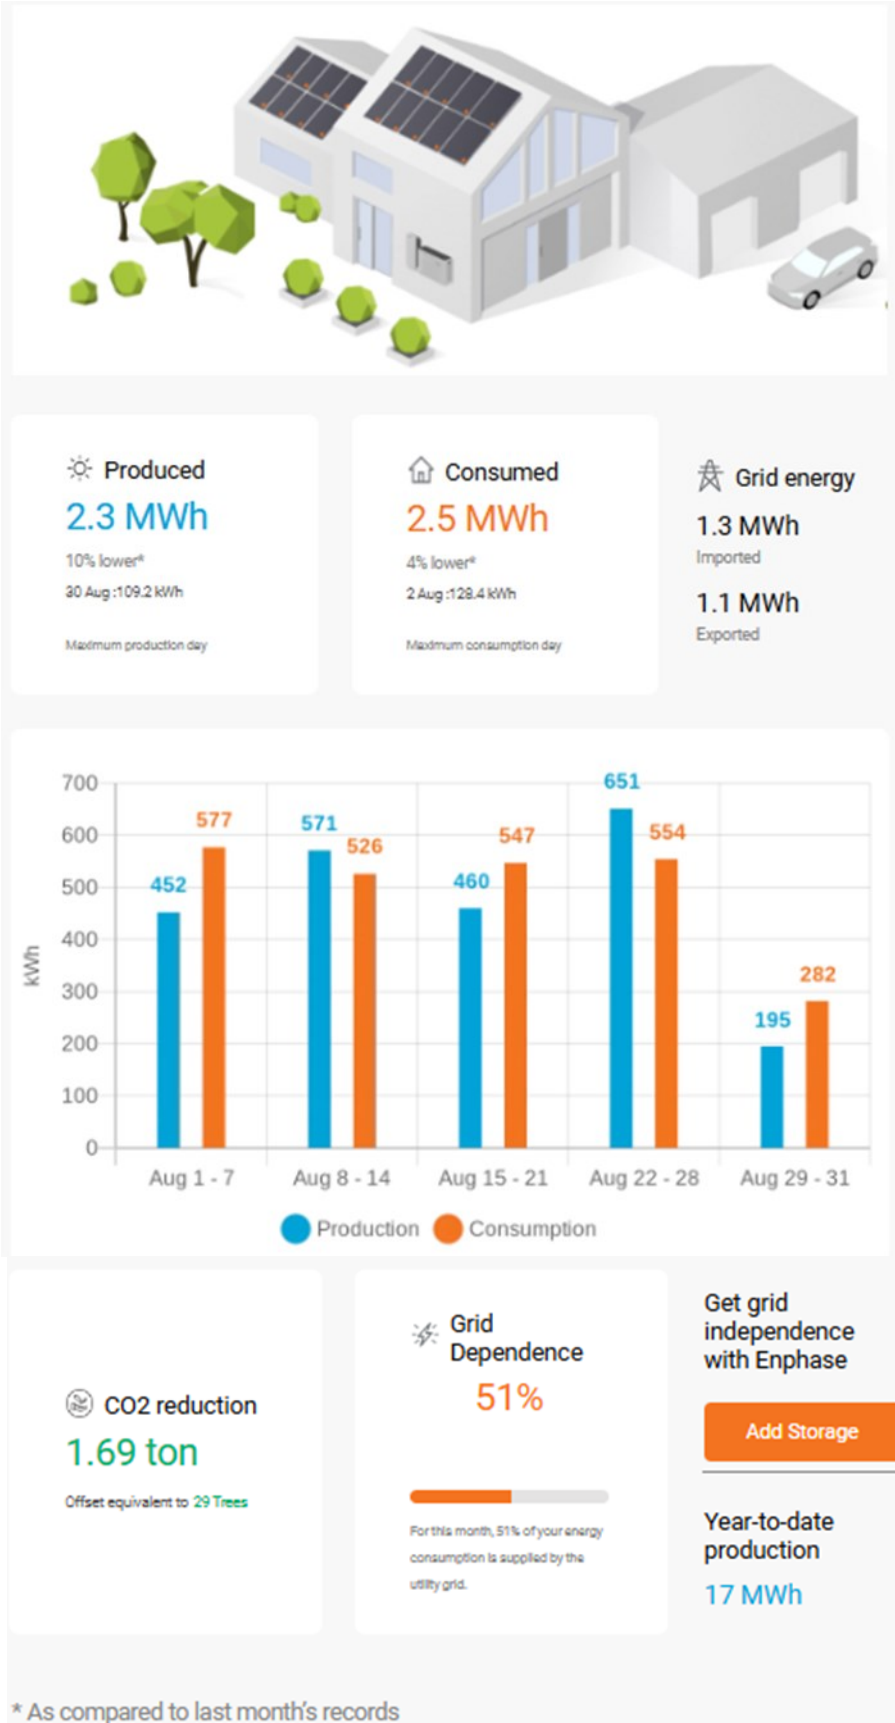 Produced
2.3 MWh
10% lower*
30 Aug :109.2 kWh
Maximum production day
Consumed
2.5 MWh
4% lower*
2 Aug :128.4 kWh
Maximum consumption day
Grid energy
1.3 MWh
Imported
1.1 MWh
Exported
kWh
700
600
500
400
300
200
100
0
452
577
571
526
460
547
651
554
195
282
Aug 1 - 7
Aug 8 - 14
Aug 15 - 21
Aug 22 - 28
Aug 29 - 31
Production
Consumption
CO2 reduction
1.69 ton
Offset equivalent to 29 Trees
Grid
Dependence
51%
For this month, 51% of your energy
consumption is supplied by the
utility grid.
Get grid
independence
with Enphase
Add Storage
Year-to-date
production
17 MWh
* As compared to last month's records